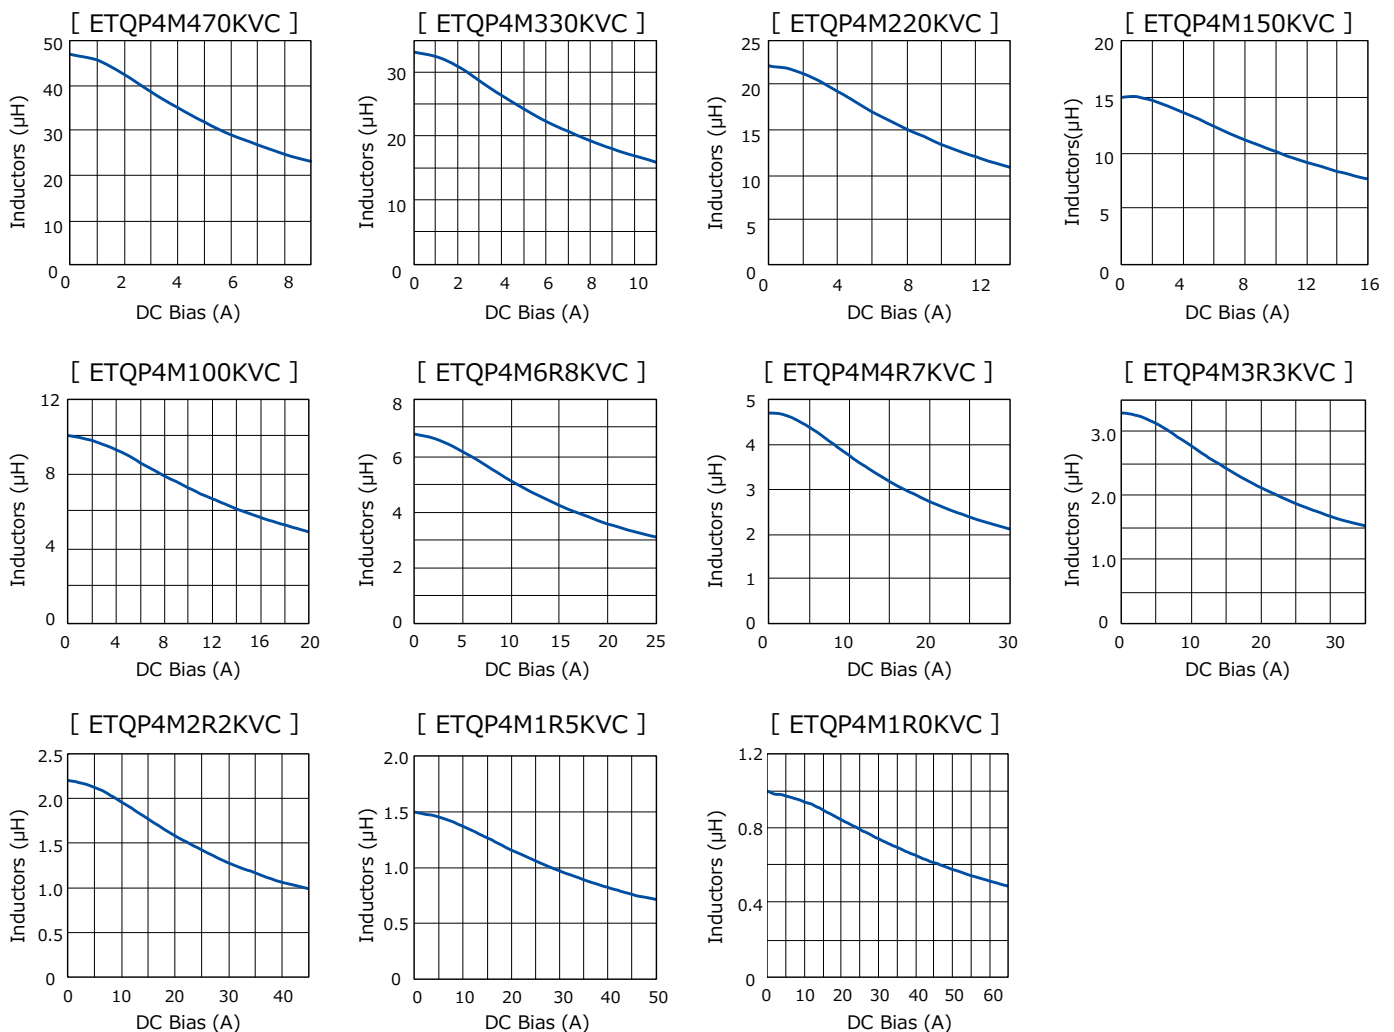 [ ETQP4M470KVC ]
50
40
30
20
10
0
Inductors (μH)
0 2 4 6 8
DC Bias (A)
[ ETQP4M330KVC ]
30
20
10
0
Inductors (μH)
0 2 4 6 8 10
DC Bias (A)
[ ETQP4M220KVC ]
25
20
15
10
5
0
Inductors (μH)
0 4 8 12
DC Bias (A)
[ ETQP4M150KVC ]
20
15
10
5
0
Inductors(μH)
0 4 8 12 16
DC Bias (A)
[ ETQP4M100KVC ]
12
8
4
0
Inductors (μH)
0 4 8 12 16 20
DC Bias (A)
[ ETQP4M6R8KVC ]
8
6
4
2
0
Inductors (μH)
0 5 10 15 20 25
DC Bias (A)
[ ETQP4M4R7KVC ]
5
4
3
2
1
0
Inductors (μH)
0 10 20 30
DC Bias (A)
[ ETQP4M3R3KVC ]
3.0
2.0
1.0
0
Inductors (μH)
0 10 20 30
DC Bias (A)
[ ETQP4M2R2KVC ]
2.5
2.0
1.5
1.0
0.5
0
Inductors (μH)
0 10 20 30 40
DC Bias (A)
[ ETQP4M1R5KVC ]
2.0
1.5
1.0
0.5
0
Inductors (μH)
0 10 20 30 40 50
DC Bias (A)
[ ETQP4M1R0KVC ]
1.2
0.8
0.4
0
Inductors (μH)
0 10 20 30 40 50 60
DC Bias (A)